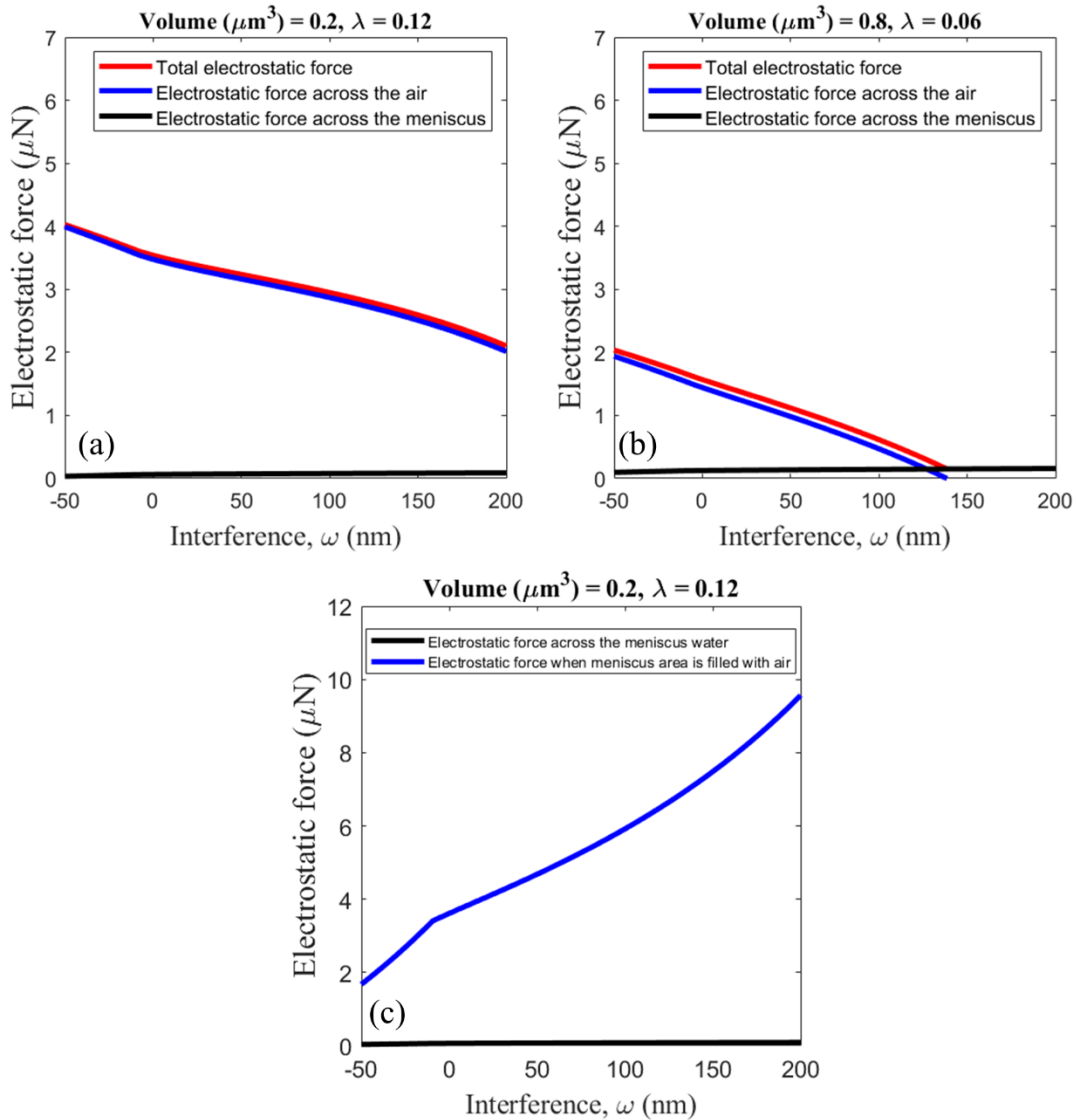 Volume (μm³) = 0.2, λ = 0.12
Total electrostatic force
Electrostatic force across the air
Electrostatic force across the meniscus
Electrostatic force (μN)
7
6
5
4
3
2
1
0
(a)
-50
0
50
100
150
200
Interference, ω (nm)
Volume (μm³) = 0.8, λ = 0.06
Total electrostatic force
Electrostatic force across the air
Electrostatic force across the meniscus
Electrostatic force (μN)
7
6
5
4
3
2
1
0
(b)
-50
0
50
100
150
200
Interference, ω (nm)
Volume (μm³) = 0.2, λ = 0.12
Electrostatic force across the meniscus water
Electrostatic force when meniscus area is filled with air
Electrostatic force (μN)
12
10
8
6
4
2
0
(c)
-50
0
50
100
150
200
Interference, ω (nm)